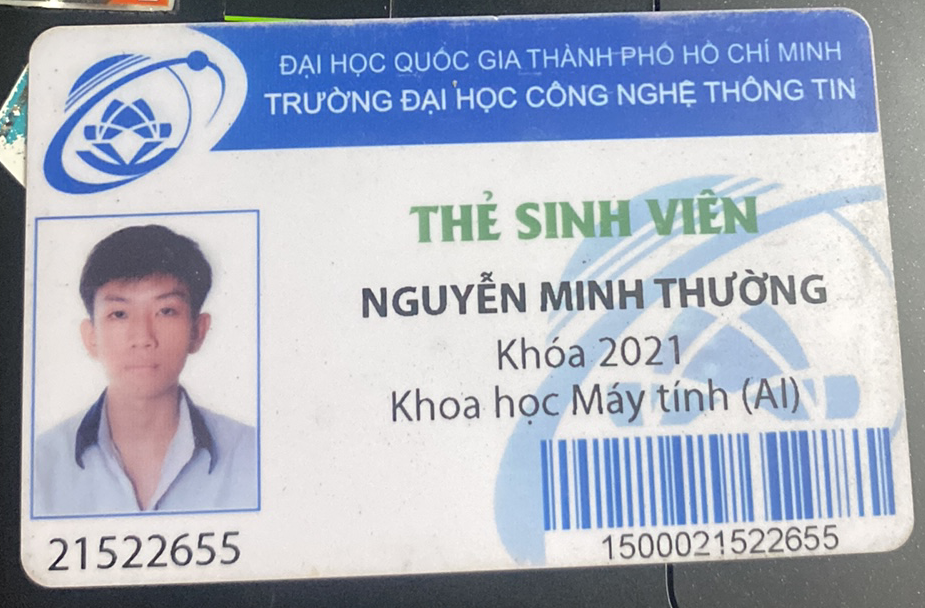 ĐẠI HỌC QUỐC GIA THÀNH PHỐ HỒ CHÍ MINH
TRƯỜNG ĐẠI HỌC CÔNG NGHỆ THÔNG TIN
THẺ SINH VIÊN
NGUYỄN MINH THƯỜNG
Khóa 2021
Khoa học Máy tính (AI)
21522655
1500021522655